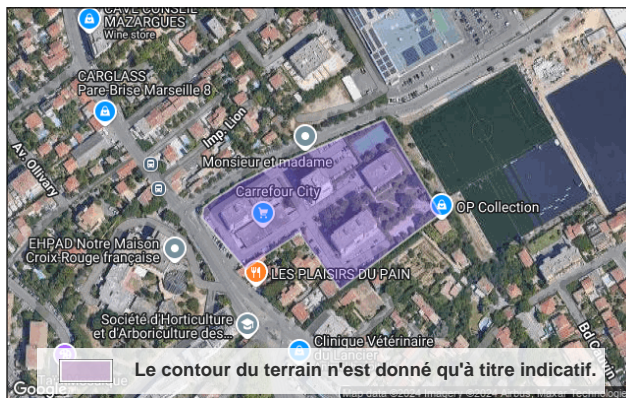 CAVE CONSEIL
MAZARGUES
Wine store
CARGLASS
Pare-Brise Marseille 8
Imp. Lion
Av. Ollivary
Monsieur et madame
Carrefour City
OP Collection
EHPAD Notre Maison
Croix-Rouge française
LES PLAISIRS DU PAIN
Société d'Horticulture
et d'Arboriculture des...
Clinique Vétérinaire
du Lancier
Le contour du terrain n'est donné qu'à titre indicatif.
Google
Map data ©2024 Imagery ©2024 Airbus, Maxar Technologies